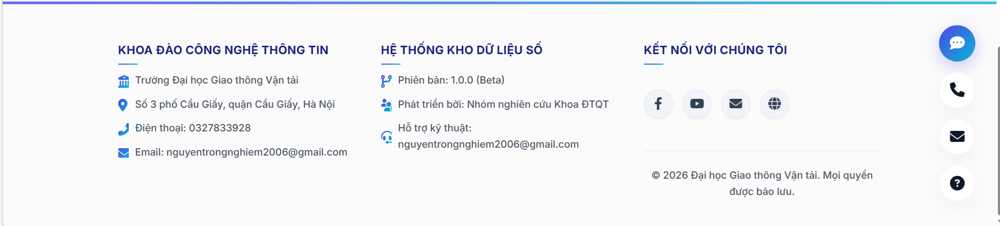 KHOA ĐÀO CÔNG NGHỆ THÔNG TIN
Trường Đại học Giao thông Vận tải
Số 3 phố Cầu Giấy, quận Cầu Giấy, Hà Nội
Điện thoại: 0327833928
Email: nguyentrongnghiem2006@gmail.com
HỆ THỐNG KHO DỮ LIỆU SỐ
Phiên bản: 1.0.0 (Beta)
Phát triển bởi: Nhóm nghiên cứu Khoa ĐTQT
Hỗ trợ kỹ thuật:
nguyentrongnghiem2006@gmail.com
KẾT NỐI VỚI CHÚNG TÔI
© 2026 Đại học Giao thông Vận tải. Mọi quyền
được bảo lưu.